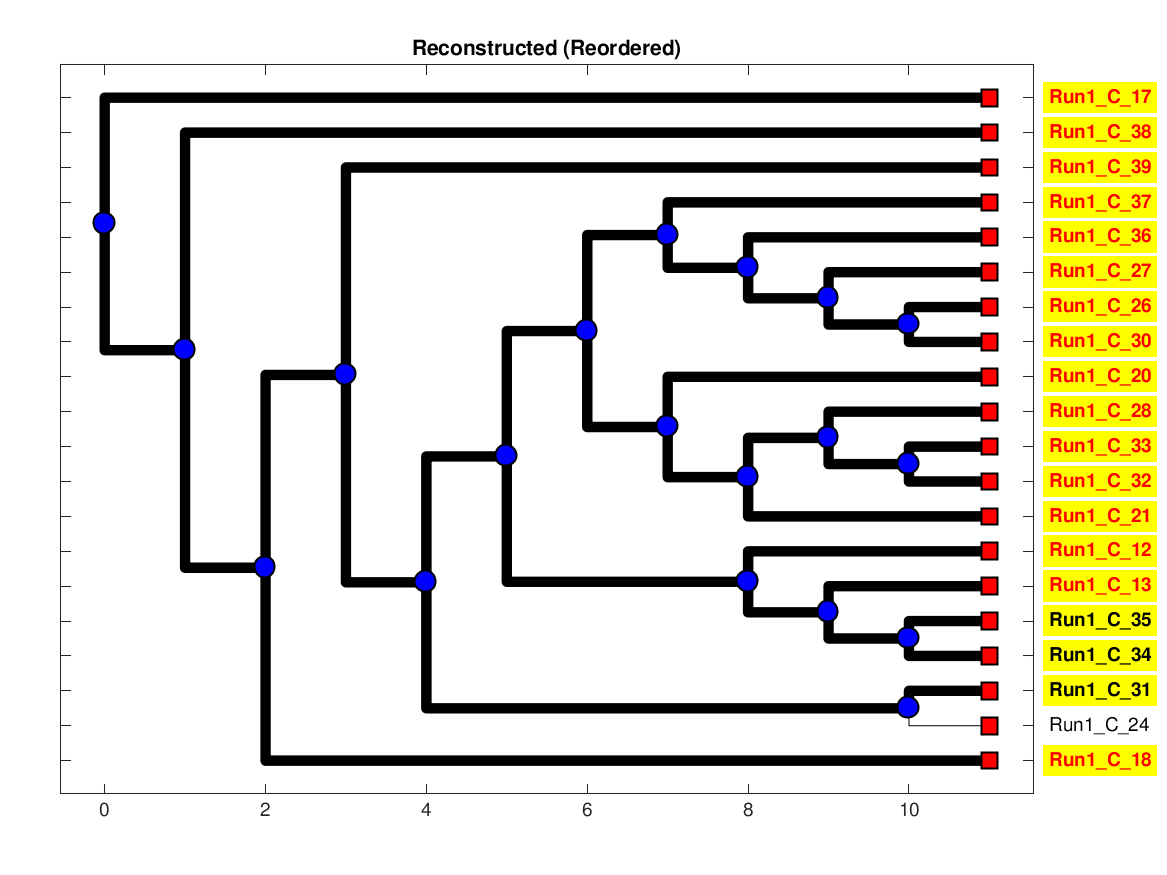 Reconstructed (Reordered)
Run1_C_17
Run1_C_38
Run1_C_39
Run1_C_37
Run1_C_36
Run1_C_27
Run1_C_26
Run1_C_30
Run1_C_20
Run1_C_28
Run1_C_33
Run1_C_32
Run1_C_21
Run1_C_12
Run1_C_13
Run1_C_35
Run1_C_34
Run1_C_31
Run1_C_24
Run1_C_18
0 2 4 6 8 10